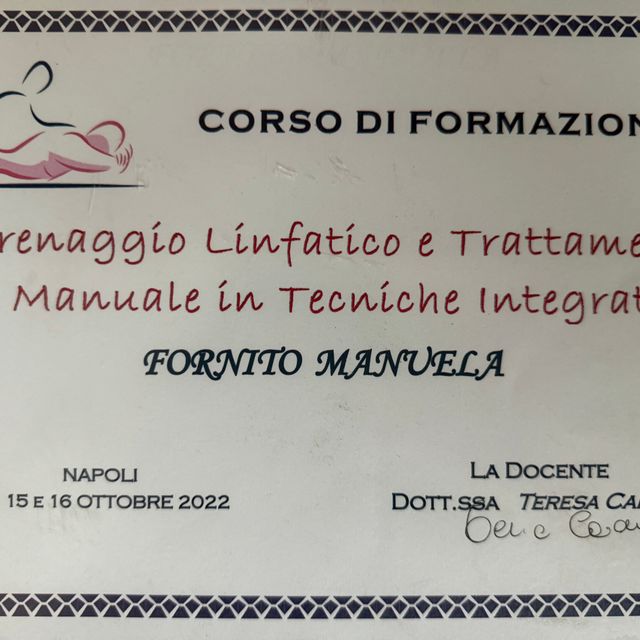 CORSO DI FORMAZION
renaggio Linfatico e Trattame
Manuale in Tecniche Integrat
FORNITO MANUELA
NAPOLI
15 E 16 OTTOBRE 2022
LA DOCENTE
DOTT.SSA TERESA CA